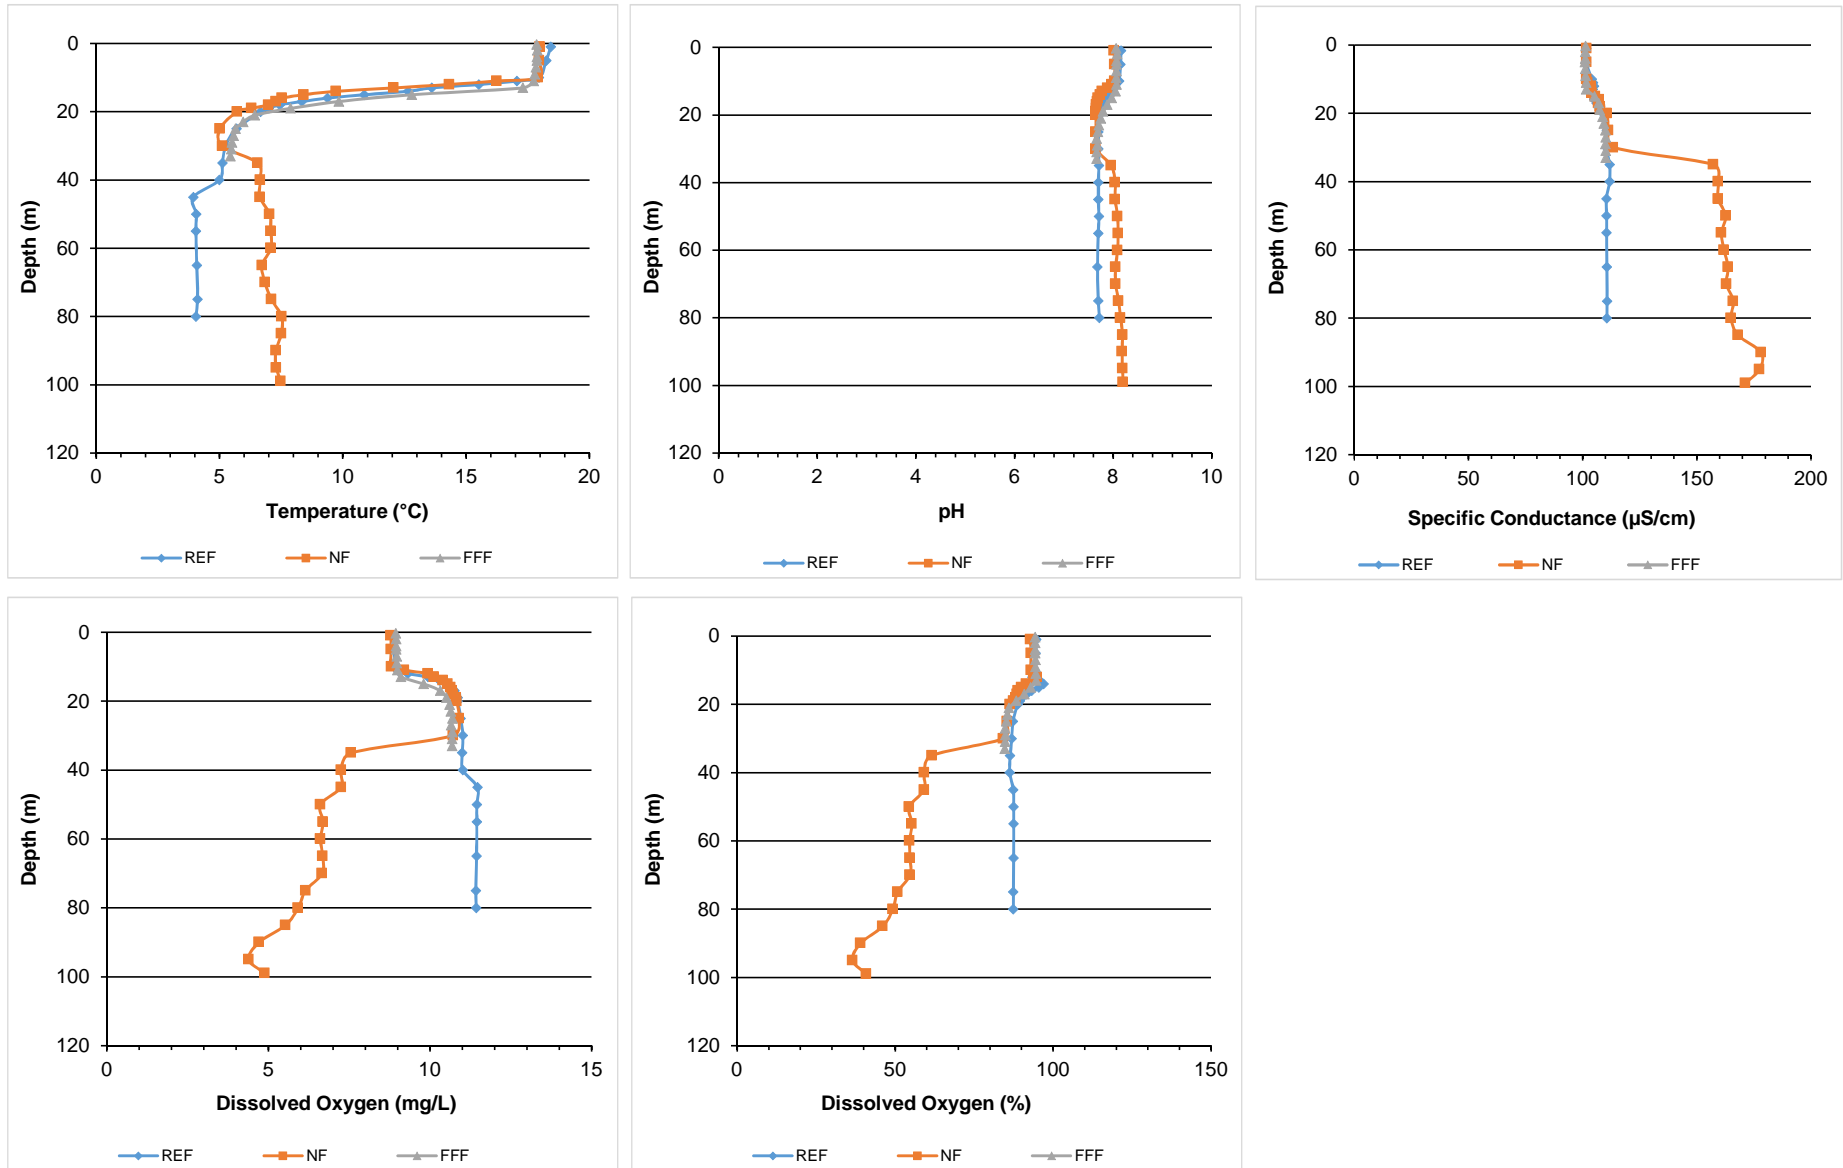 0
20
40
60
80
100
120
Depth (m)
0 5 10 15 20
Temperature (°C)
REF NF FFF
0
20
40
60
80
100
120
Depth (m)
0 2 4 6 8 10
pH
REF NF FFF
0
20
40
60
80
100
120
Depth (m)
0 50 100 150 200
Specific Conductance (µS/cm)
REF NF FFF
0
20
40
60
80
100
120
Depth (m)
0 5 10 15
Dissolved Oxygen (mg/L)
REF NF FFF
0
20
40
60
80
100
120
Depth (m)
0 50 100 150
Dissolved Oxygen (%)
REF NF FFF